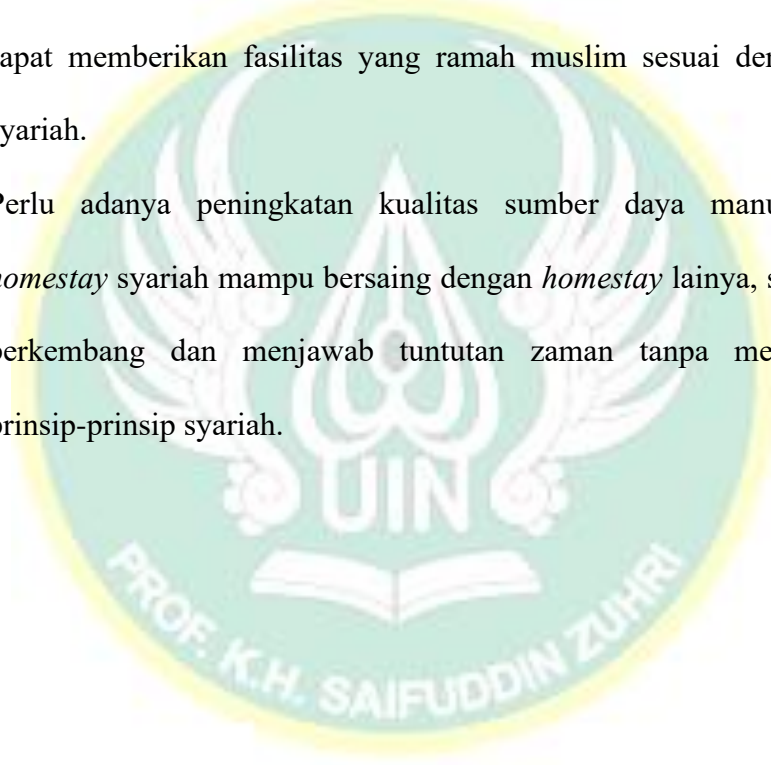 apat memberikan fasilitas yang ramah muslim sesuai
yariah.
Perlu adanya peningkatan kualitas sumber daya manu
homestay syariah mampu bersaing dengan homestay lainya, s
berkembang dan menjawab tuntutan zaman tanpa me
prinsip-prinsip syariah.
UIN
PROF. K.H. SAIFUDDIN ZUHRI